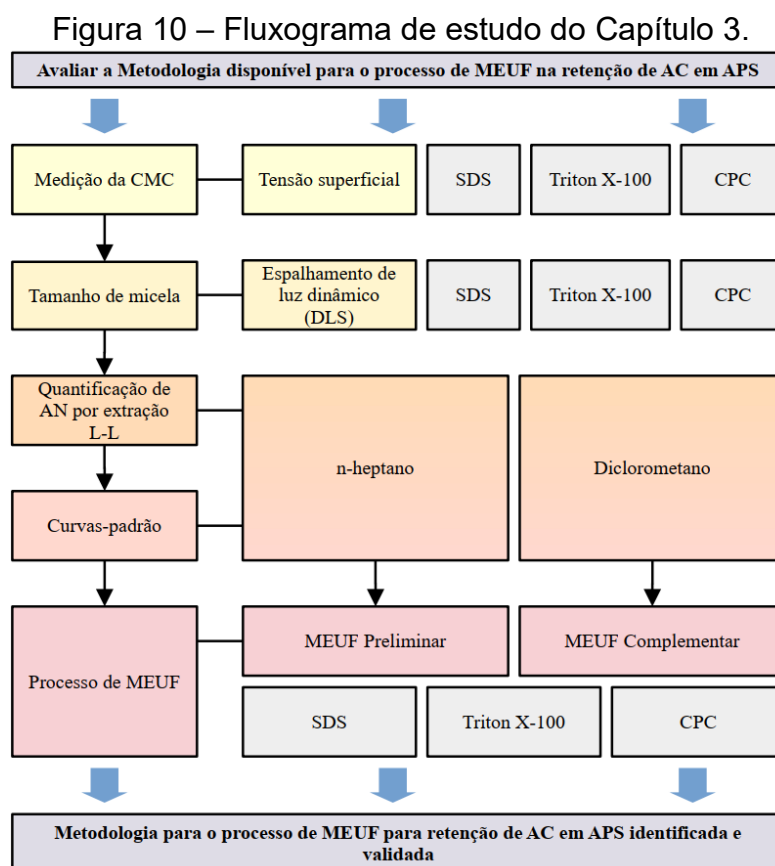 Figura 10 – Fluxograma de estudo do Capítulo 3.
Avaliar a Metodologia disponível para o processo de MEUF na retenção de AC em APS
Medição da CMC
Tensão superficial
SDS
Triton X-100
CPC
Tamanho de micela
Espalhamento de
luz dinâmico
(DLS)
SDS
Triton X-100
CPC
Quantificação de
AN por extração
L-L
n-heptano
Diclorometano
Curvas-padrão
Processo de MEUF
MEUF Preliminar
MEUF Complementar
SDS
Triton X-100
CPC
Metodologia para o processo de MEUF para retenção de AC em APS identificada e
validada